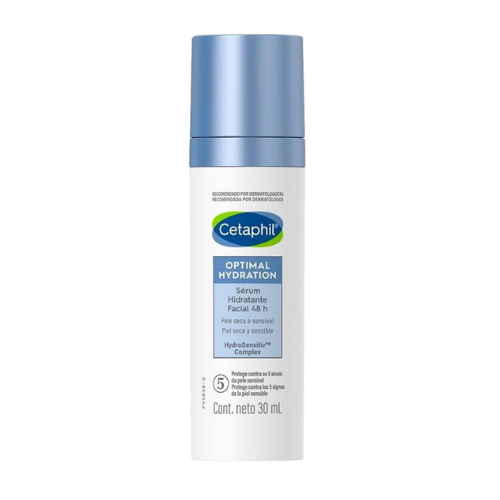 RECOMENDADO POR DERMATOLOGISTAS
RECOMENDADA POR DERMATÓLOGOS
Cetaphil®
OPTIMAL
HYDRATION
Sérum
Hidratante
Facial 48 h
Pele seca e sensível
Piel seca y sensible
HydroSensitiv™
Complex
5
Protege contra os 5 sinais
da pele sensível
Protege contra los 5 signos
de la piel sensible
Cont. neto 30 mL